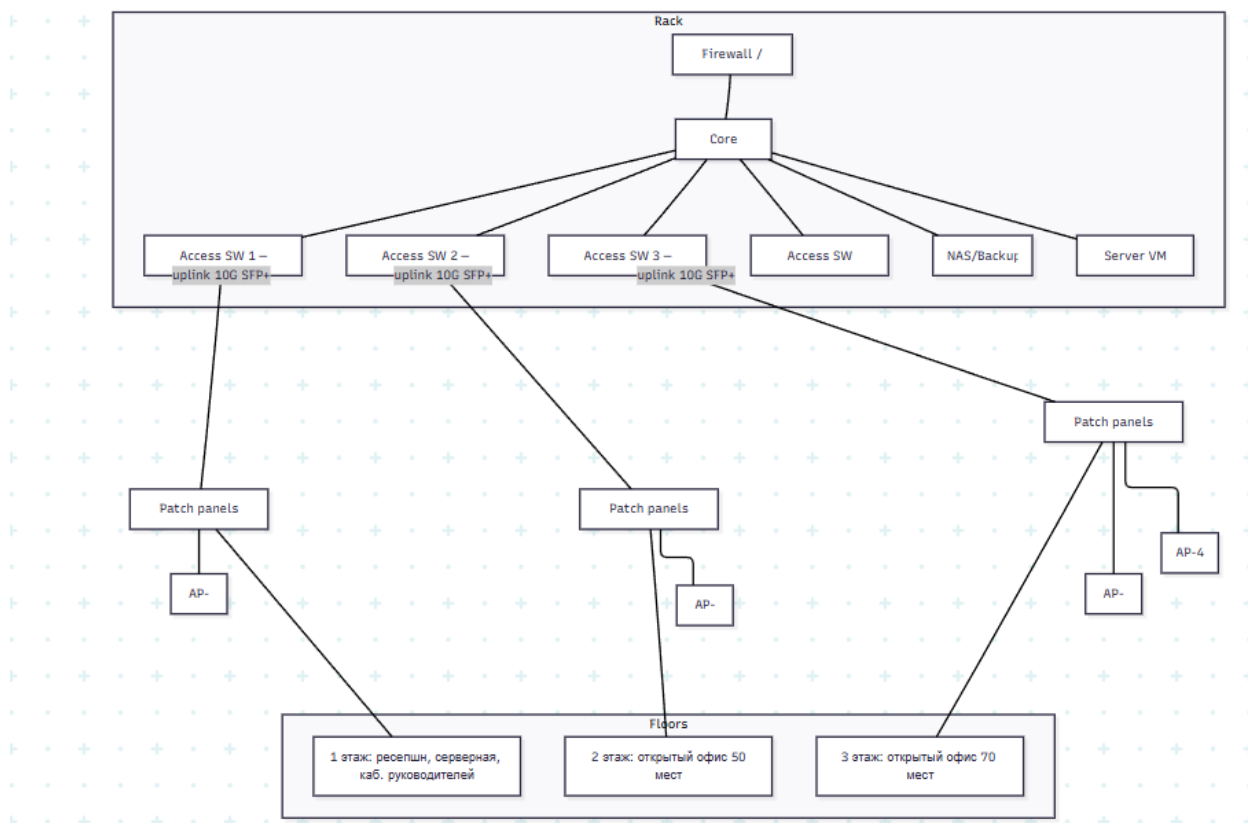 Rack
Firewall /
Core
Access SW 1 –
uplink 10G SFP+
Access SW 2 –
uplink 10G SFP+
Access SW 3 –
uplink 10G SFP+
Access SW
NAS/Backup
Server VM
Patch panels
Patch panels
Patch panels
AP-4
AP-
AP-
AP-
Floors
1 этаж: ресепшн, серверная,
каб. руководителей
2 этаж: открытый офис 50
мест
3 этаж: открытый офис 70
мест